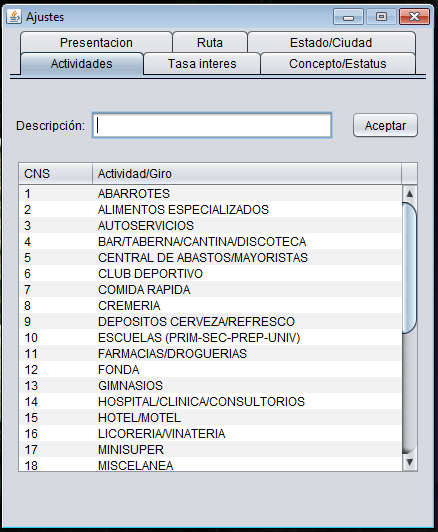 Ajustes
Presentacion Ruta Estado/Ciudad
Actividades Tasa interes Concepto/Estatus
Descripción: Aceptar
CNS Actividad/Giro
1 ABARROTES
2 ALIMENTOS ESPECIALIZADOS
3 AUTOSERVICIOS
4 BAR/TABERNA/CANTINA/DISCOTECA
5 CENTRAL DE ABASTOS/MAYORISTAS
6 CLUB DEPORTIVO
7 COMIDA RAPIDA
8 CREMERIA
9 DEPOSITOS CERVEZA/REFRESCO
10 ESCUELAS (PRIM-SEC-PREP-UNIV)
11 FARMACIAS/DROGUERIAS
12 FONDA
13 GIMNASIOS
14 HOSPITAL/CLINICA/CONSULTORIOS
15 HOTEL/MOTEL
16 LICORERIA/VINATERIA
17 MINISUPER
18 MISCELANEA